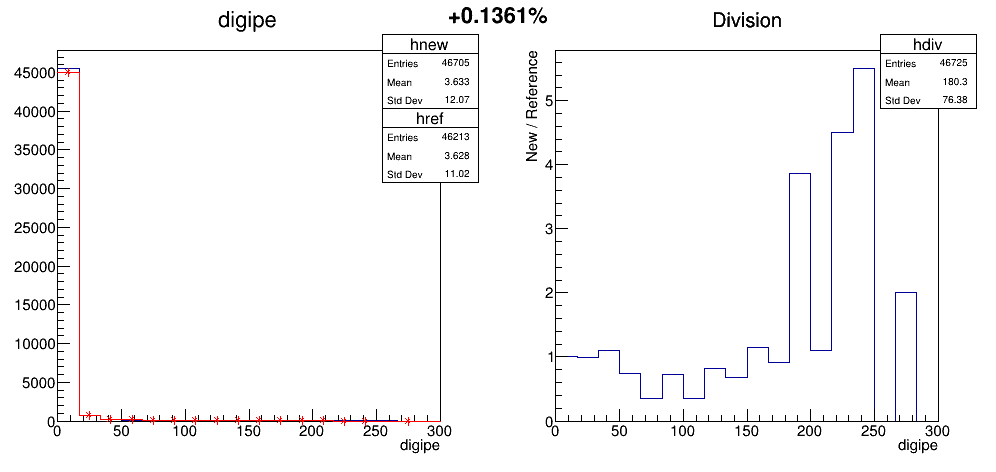 +0.1361%
digipe
hnew
Entries 46705
Mean 3.633
Std Dev 12.07
href
Entries 46213
Mean 3.628
Std Dev 11.02
45000
40000
35000
30000
25000
20000
15000
10000
5000
0
0 50 100 150 200 250 300
digipe
Division
hdiv
Entries 46725
Mean 180.3
Std Dev 76.38
New / Reference
5
4
3
2
1
0
0 50 100 150 200 250 300
digipe